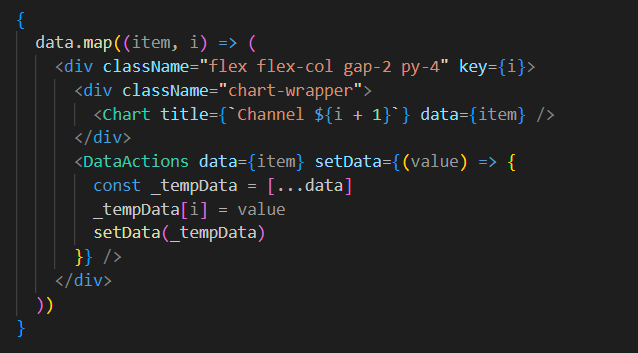 {
data.map((item, i) => (
<div className="flex flex-col gap-2 py-4" key={i}>
<div className="chart-wrapper">
<Chart title={`Channel ${i + 1}`} data={item} />
</div>
<DataActions data={item} setData={(value) => {
const _tempData = [...data]
_tempData[i] = value
setData(_tempData)
}} />
</div>
))
}